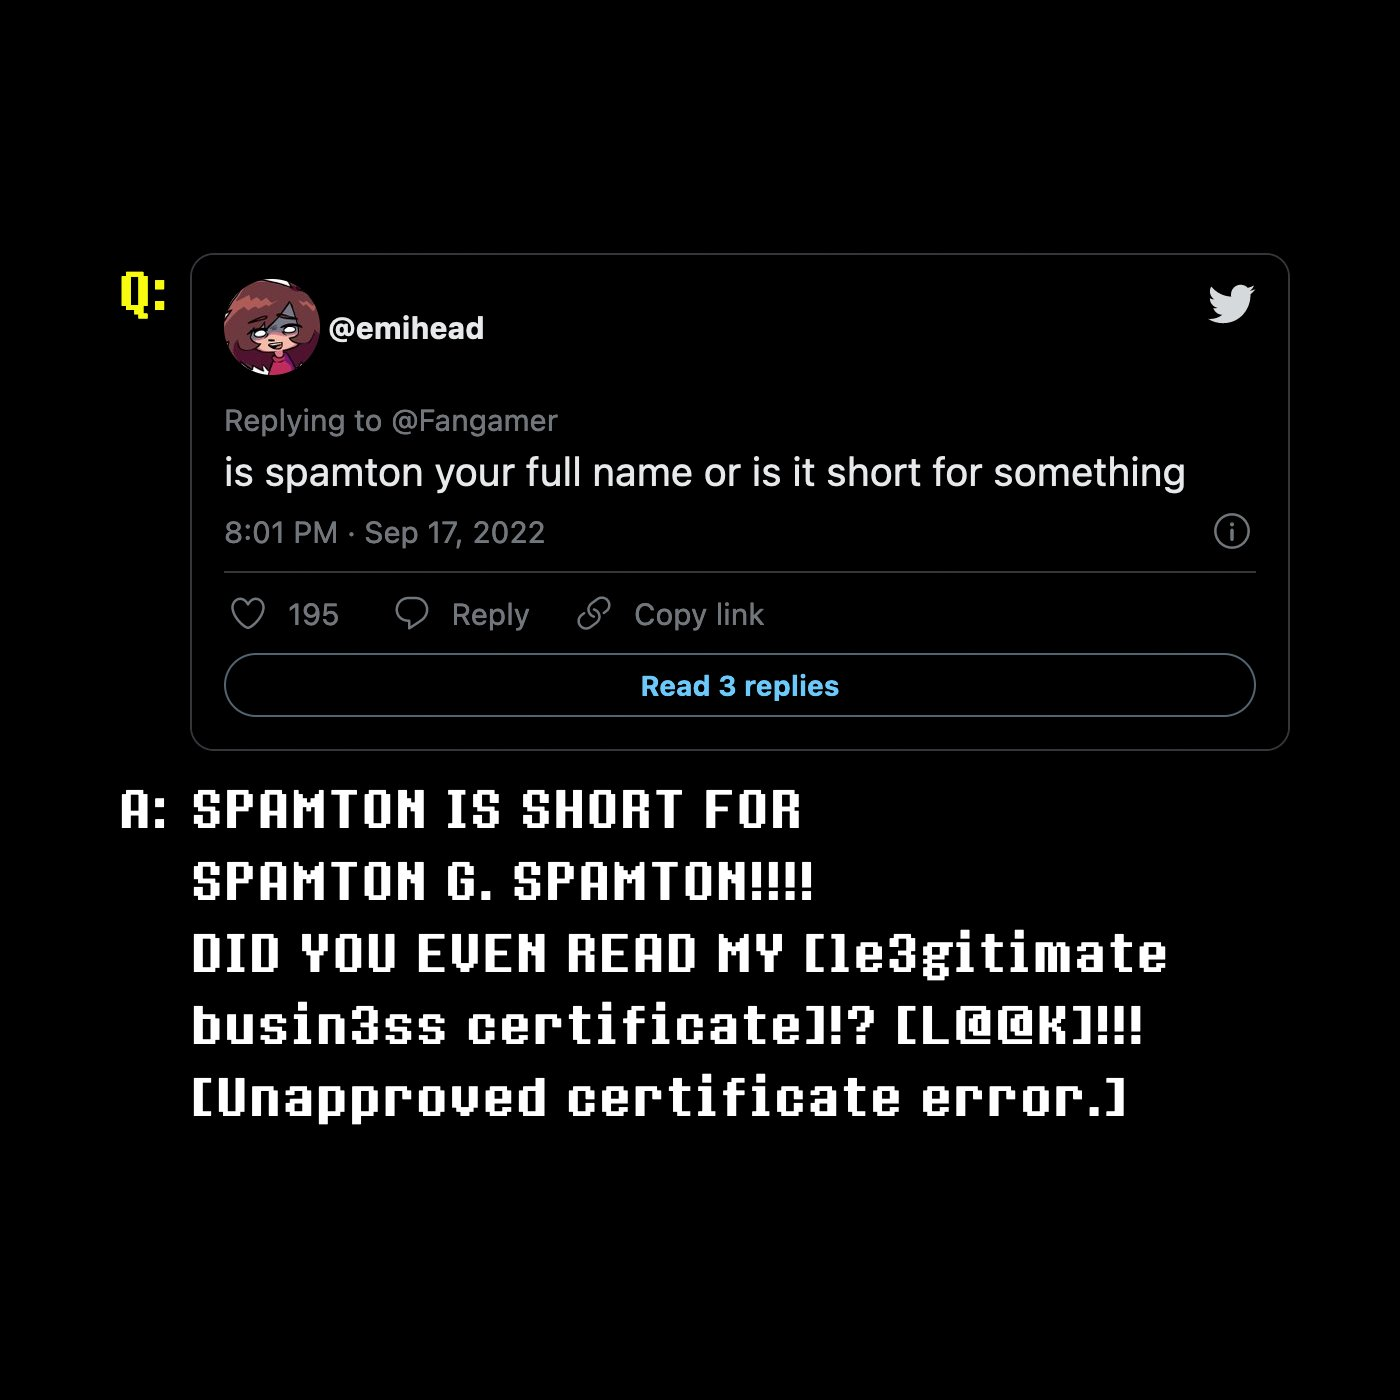 Q:
@emihead
Replying to @Fangamer
is spamton your full name or is it short for something
8:01 PM · Sep 17, 2022
195 Reply Copy link
Read 3 replies
A: SPAMTON IS SHORT FOR
SPAMTON G. SPAMTON!!!!
DID YOU EVEN READ MY [le3gitimate
busin3ss certificate]!? [L@@K]!!!
[Unapproved certificate error.]